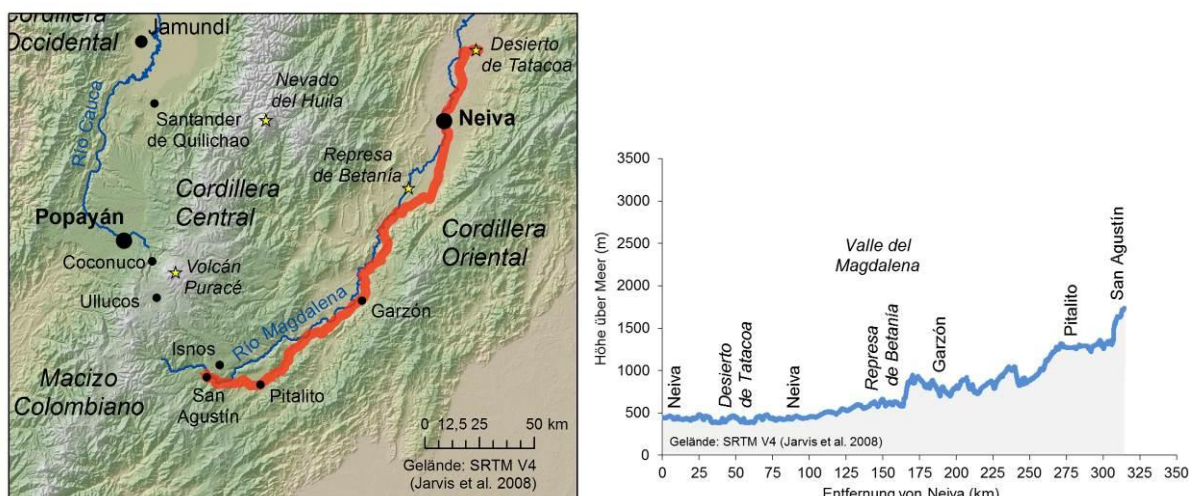 Cordillera
Occidental
Jamundí
Río Cauca
Santander
de Quilichao
Nevado
del Huila
Desierto
de Tatacoa
Neiva
Represa
de Betanía
Cordillera
Central
Popayán
Cordillera
Oriental
Coconuco
Volcán
Puracé
Ullucos
Río Magdalena
Garzón
Isnos
Macizo
Colombiano
San
Agustín
Pitalito
0 12,5 25 50 km
Gelände: SRTM V4
(Jarvis et al. 2008)
Höhe über Meer (m)
3500
3000
2500
2000
1500
1000
500
0
Valle del
Magdalena
Neiva
Desierto
de Tatacoa
Neiva
Represa
de Betanía
Garzón
Pitalito
San Agustín
Gelände: SRTM V4 (Jarvis et al. 2008)
0 25 50 75 100 125 150 175 200 225 250 275 300 325 350
Entfernung von Neiva (km)